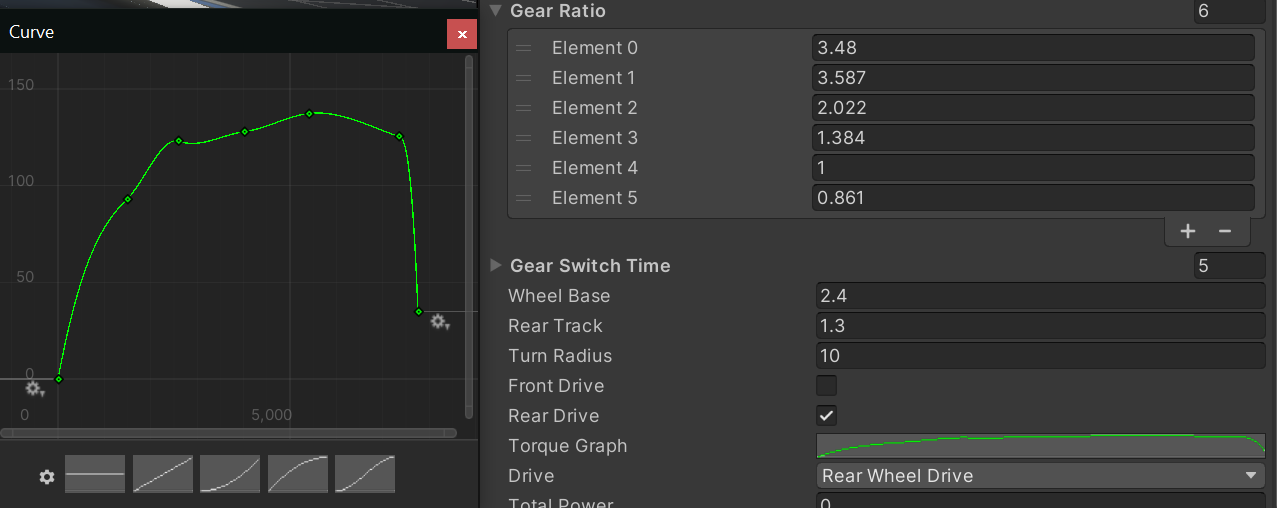 Curve
x
150
100
50
0
0
5,000
Gear Ratio
6
Element 0
3.48
Element 1
3.587
Element 2
2.022
Element 3
1.384
Element 4
1
Element 5
0.861
Gear Switch Time
5
Wheel Base
2.4
Rear Track
1.3
Turn Radius
10
Front Drive
Rear Drive
Torque Graph
Drive
Rear Wheel Drive
Total Power
0